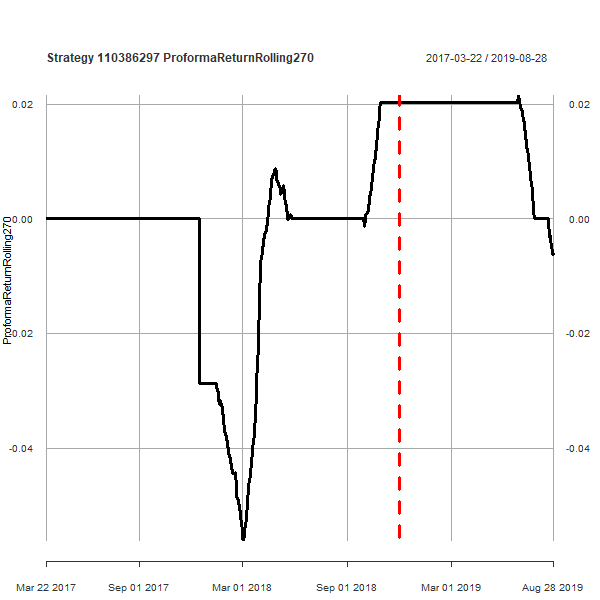 Strategy 110386297 ProformaReturnRolling270
2017-03-22 / 2019-08-28
ProformaReturnRolling270
0.02
0.00
-0.02
-0.04
0.02
0.00
-0.02
-0.04
Mar 22 2017
Sep 01 2017
Mar 01 2018
Sep 01 2018
Mar 01 2019
Aug 28 2019